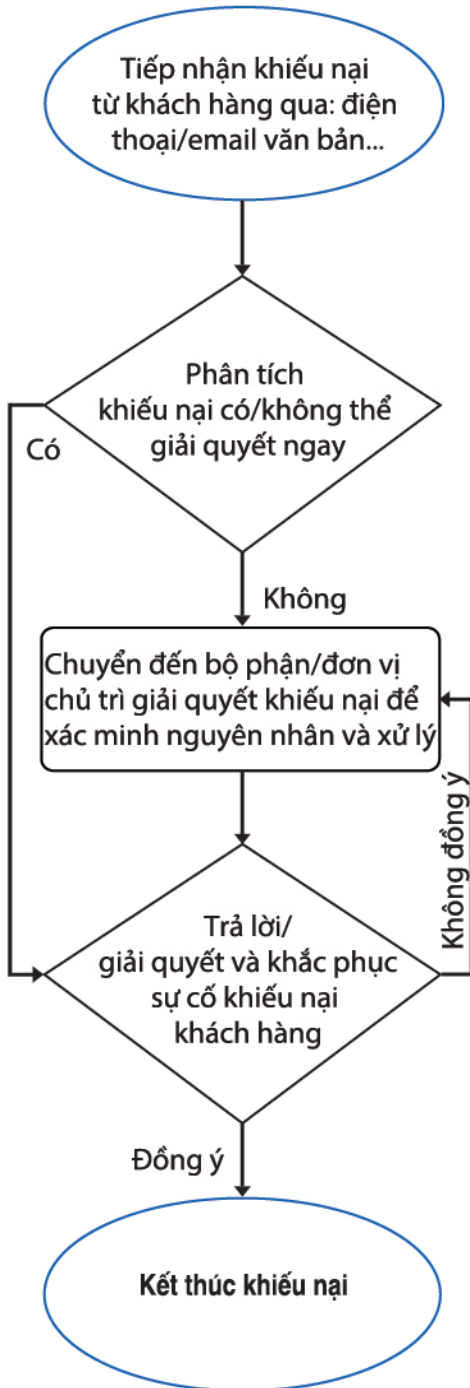 Tiếp nhận khiếu nại
từ khách hàng qua: điện
thoại/email văn bản...
Phân tích
khiếu nại có/không thể
giải quyết ngay
Có
Không
Chuyển đến bộ phận/đơn vị
chủ trì giải quyết khiếu nại để
xác minh nguyên nhân và xử lý
Không đồng ý
Trả lời/
giải quyết và khắc phục
sự cố khiếu nại
khách hàng
Đồng ý
Kết thúc khiếu nại